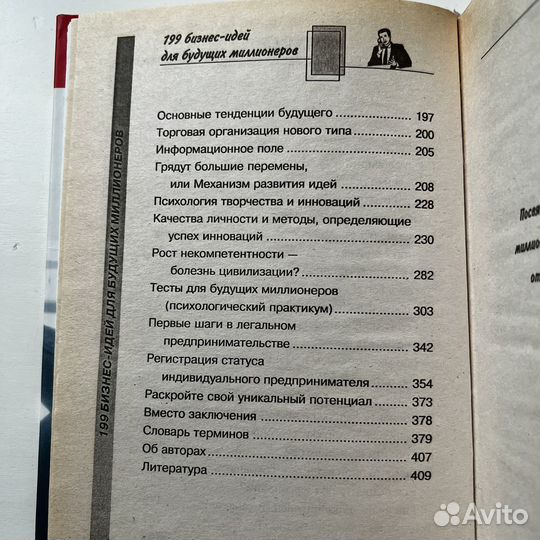 199 бизнес-идей
для будущих миллионеров
Основные тенденции будущего 197
Торговая организация нового типа 200
Информационное поле 205
Грядут большие перемены,
или Механизм развития идей 208
Психология творчества и инноваций 228
Качества личности и методы, определяющие
успех инноваций 230
Рост некомпетентности —
болезнь цивилизации? 282
Тесты для будущих миллионеров
(психологический практикум) 303
Первые шаги в легальном
предпринимательстве 342
Регистрация статуса
индивидуального предпринимателя 354
Раскройте свой уникальный потенциал 373
Вместо заключения 378
Словарь терминов 379
Об авторах 407
Литература 409
199 БИЗНЕС-ИДЕЙ ДЛЯ БУДУЩИХ МИЛЛИОНЕРОВ
Avito